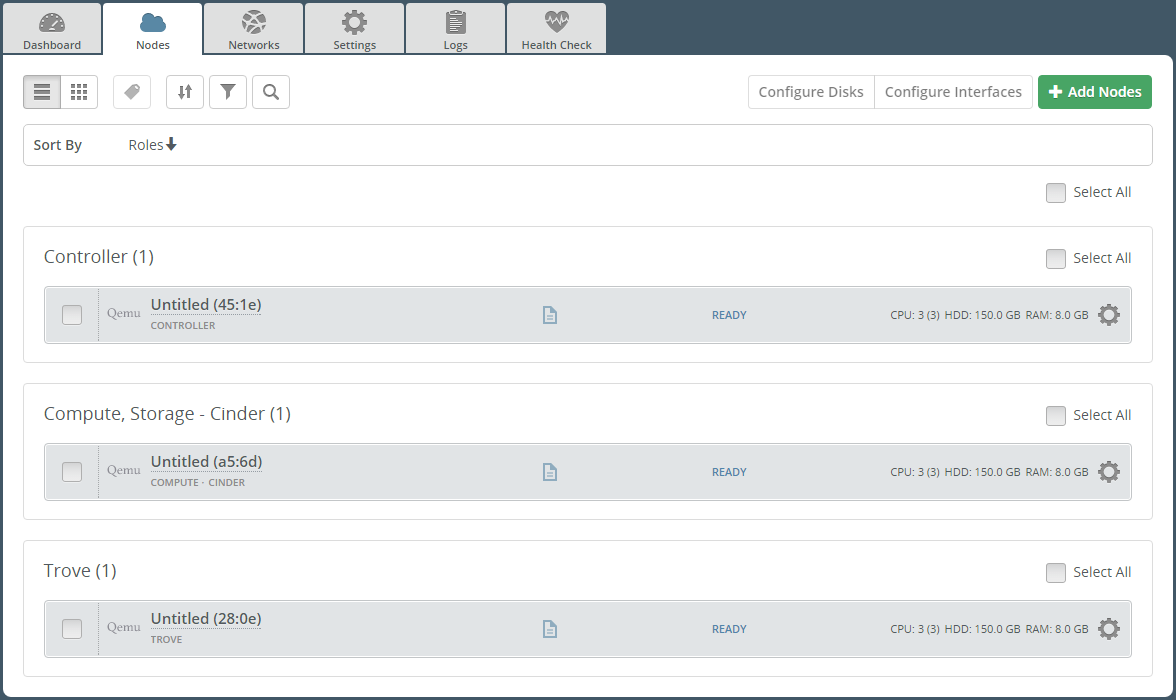 Dashboard Nodes Networks Settings Logs Health Check
Configure Disks Configure Interfaces Add Nodes
Sort By Roles
Select All
Controller (1) Select All
Qemu Untitled (45:1e) READY CPU: 3 (3) HDD: 150.0 GB RAM: 8.0 GB
CONTROLLER
Compute, Storage - Cinder (1) Select All
Qemu Untitled (a5:6d) READY CPU: 3 (3) HDD: 150.0 GB RAM: 8.0 GB
COMPUTE · CINDER
Trove (1) Select All
Qemu Untitled (28:0e) READY CPU: 3 (3) HDD: 150.0 GB RAM: 8.0 GB
TROVE